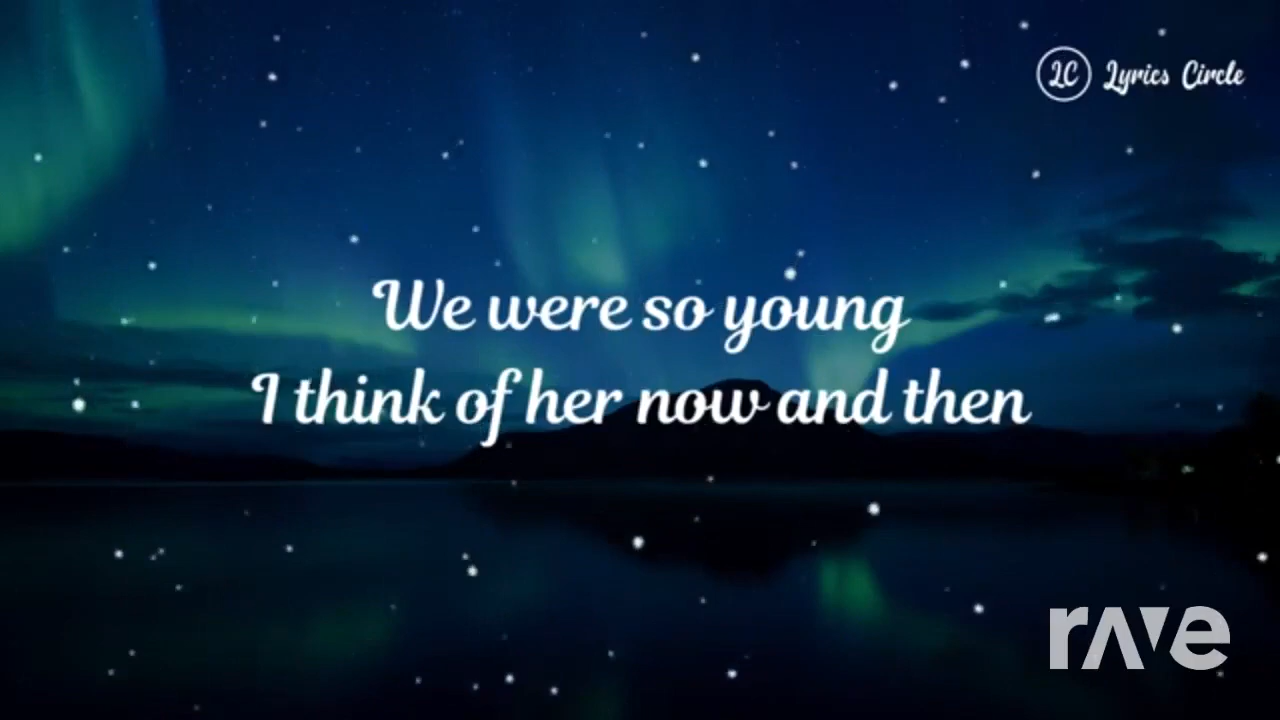 LC Lyrics Circle
We were so young
I think of her now and then
rave